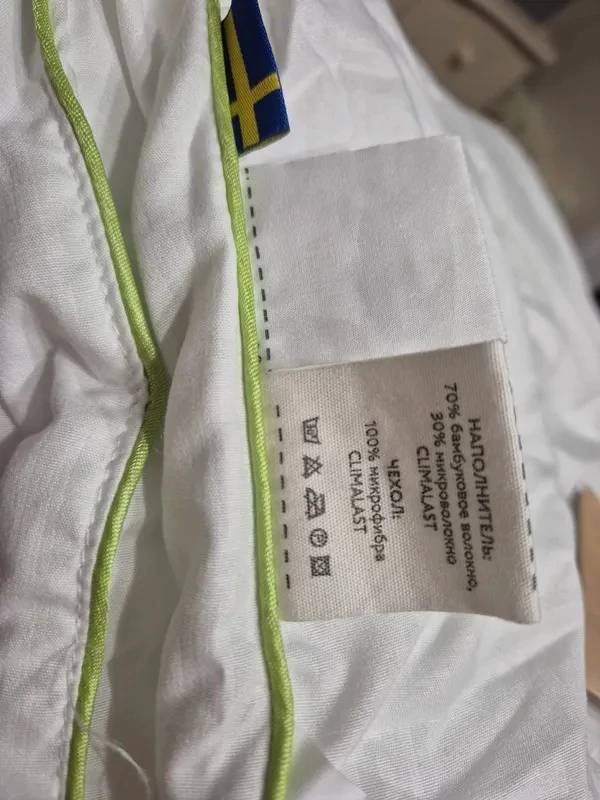 НАПОЛНИТЕЛЬ:
70% бамбуковое волокно,
30% микроволокно
CLIMALAST
ЧЕХОЛ:
100% микрофибра
CLIMALAST